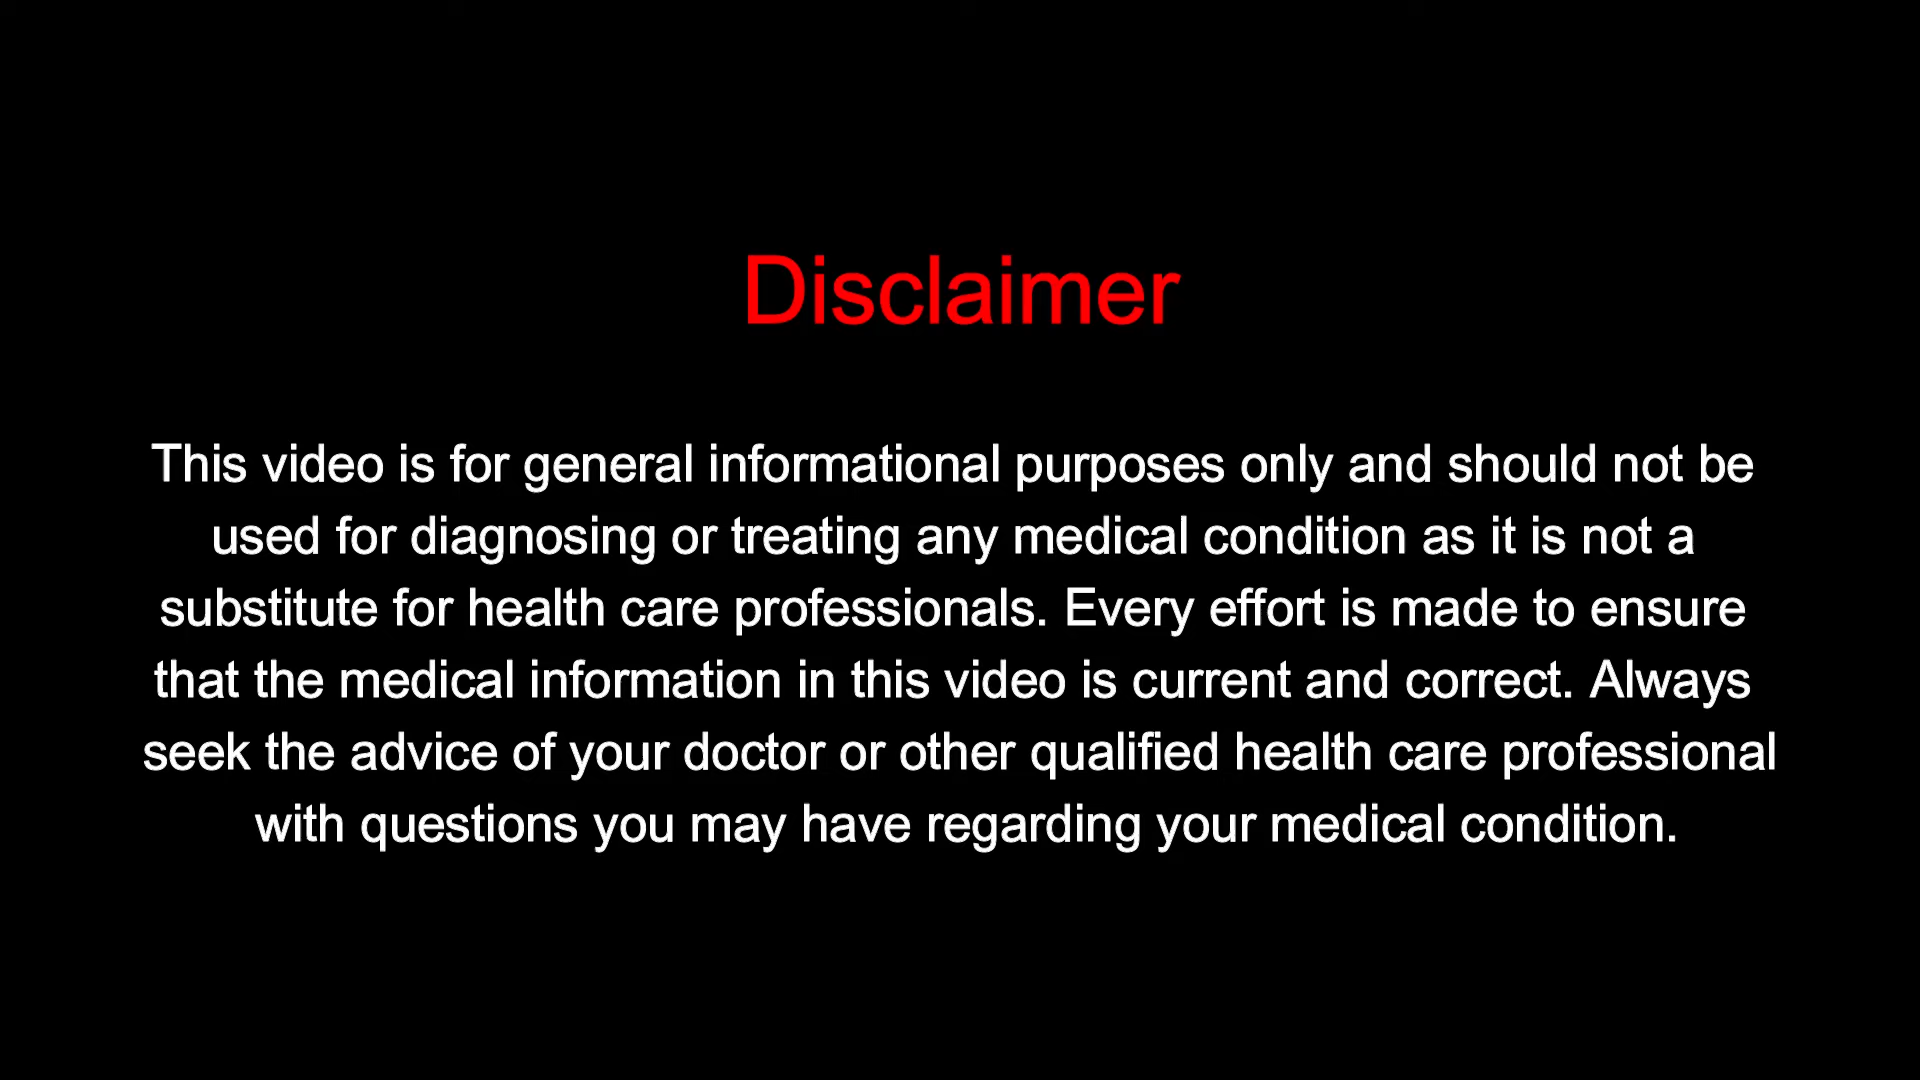 Disclaimer
This video is for general informational purposes only and should not be
used for diagnosing or treating any medical condition as it is not a
substitute for health care professionals. Every effort is made to ensure
that the medical information in this video is current and correct. Always
seek the advice of your doctor or other qualified health care professional
with questions you may have regarding your medical condition.